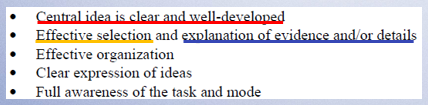 • Central idea is clear and well-developed
• Effective selection and explanation of evidence and/or details
• Effective organization
• Clear expression of ideas
• Full awareness of the task and mode